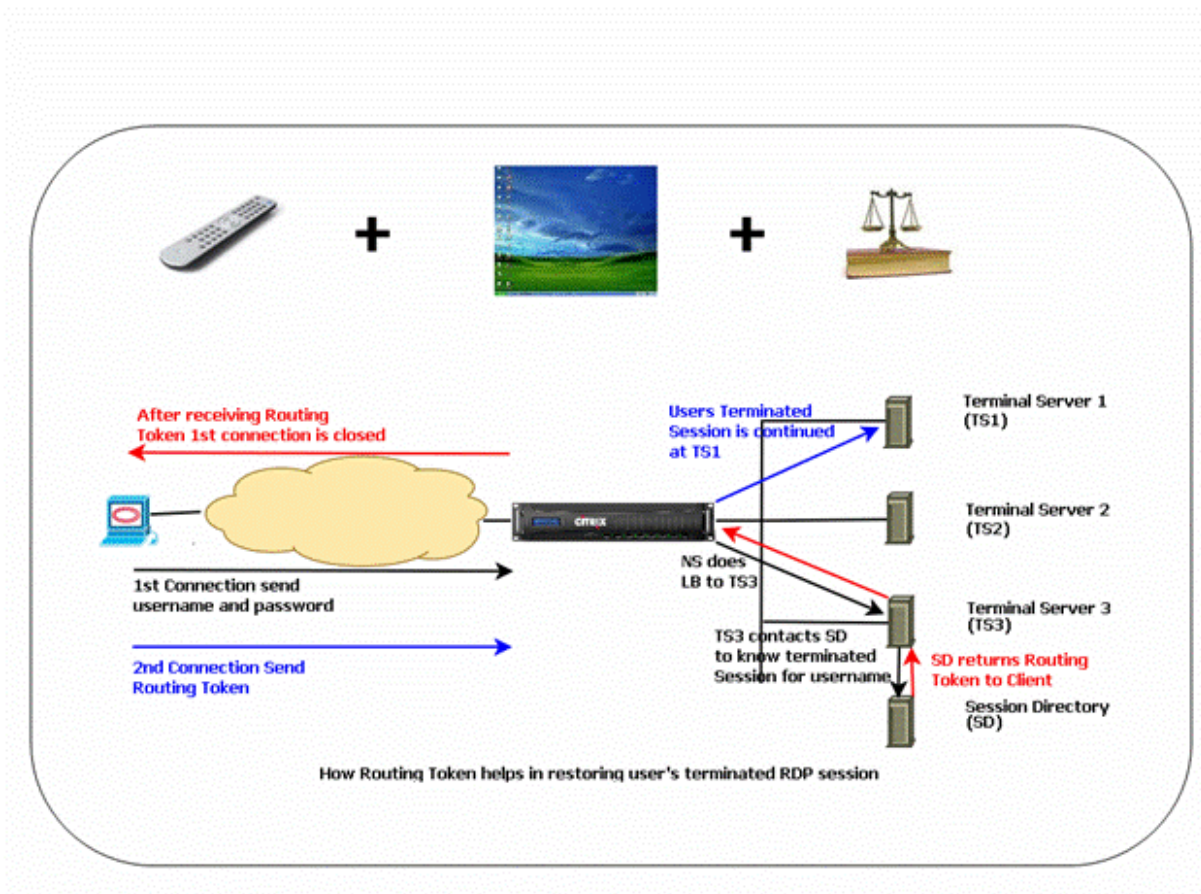 After receiving Routing
Token 1st connection is closed
Users Terminated
Session is continued
at TS1
Terminal Server 1
(TS1)
CITRIX
Terminal Server 2
(TS2)
NS does
LB to TS3
1st Connection send
username and password
Terminal Server 3
(TS3)
TS3 contacts SD
to know terminated
Session for username
2nd Connection Send
Routing Token
SD returns Routing
Token to Client
Session Directory
(SD)
How Routing Token helps in restoring user's terminated RDP session